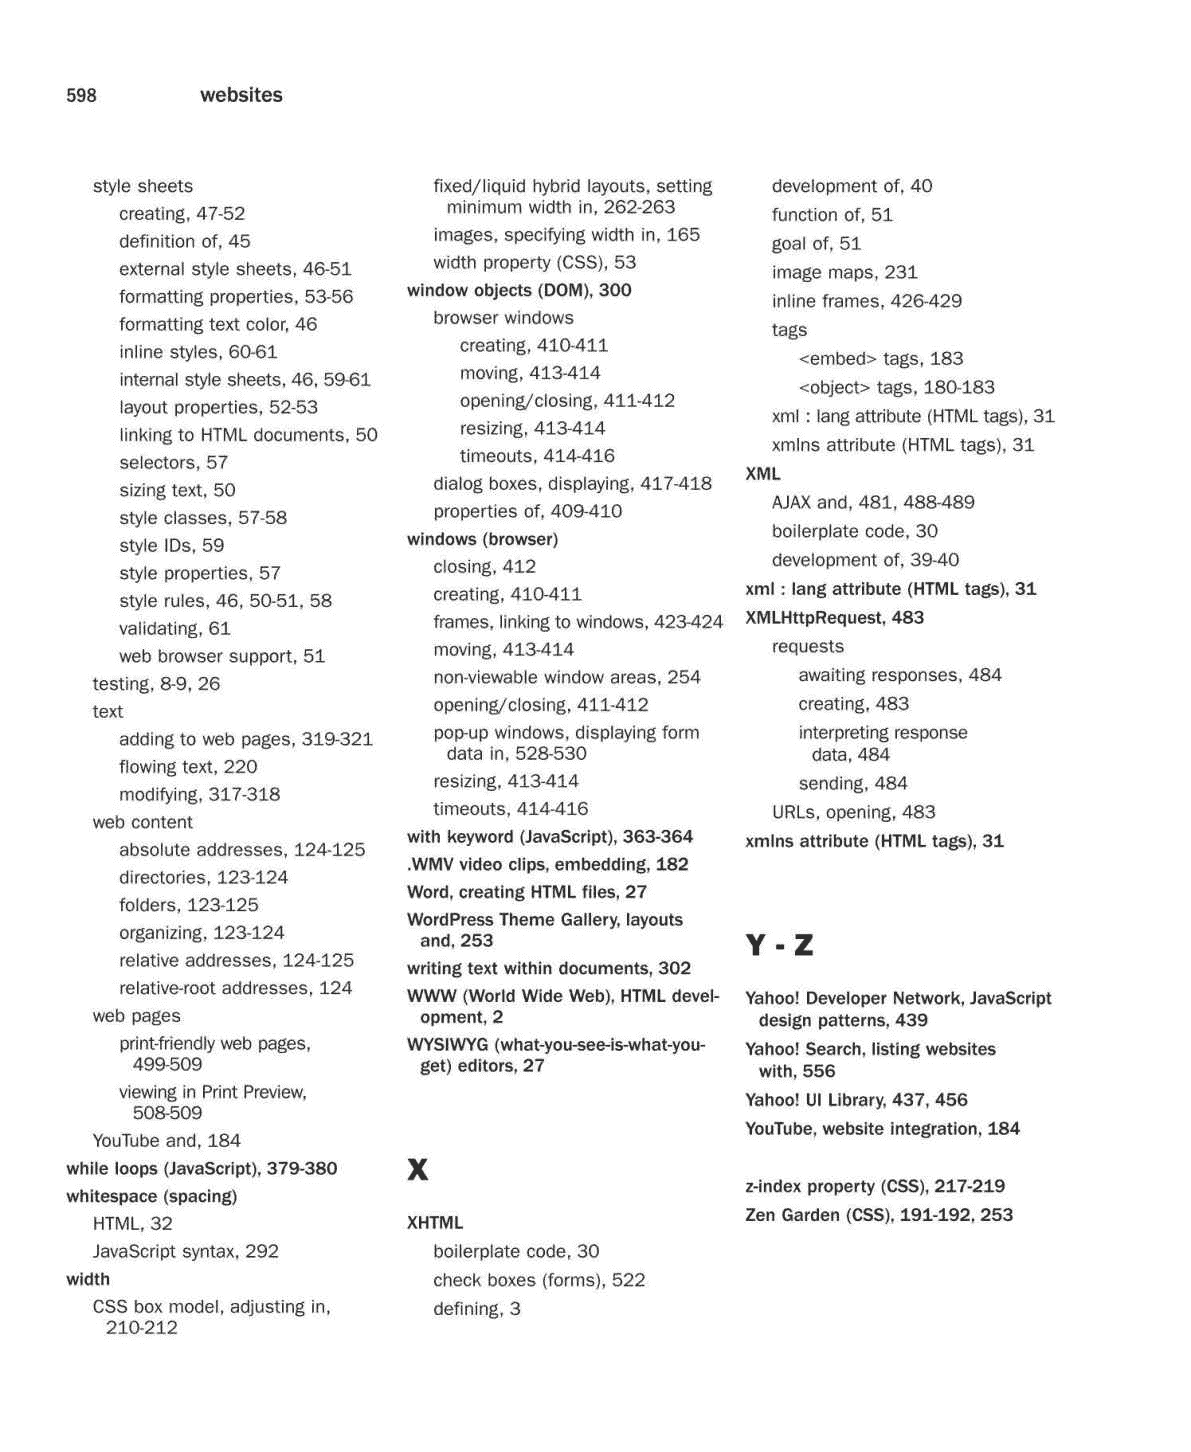 598 websites
style sheets
creating, 47-52
definition of, 45
external style sheets, 46-51
formatting properties, 53-56
formatting text color, 46
inline styles, 60-61
internal style sheets, 46, 59-61
layout properties, 52-53
linking to HTML documents, 50
selectors, 57
sizing text, 50
style classes, 57-58
style IDs, 59
style properties, 57
style rules, 46, 50-51, 58
validating, 61
web browser support, 51
testing, 8-9, 26
text
adding to web pages, 319-321
flowing text, 220
modifying, 317-318
web content
absolute addresses, 124-125
directories, 123-124
folders, 123-125
organizing, 123-124
relative addresses, 124-125
relative-root addresses, 124
web pages
print-friendly web pages,
499-509
viewing in Print Preview,
508-509
YouTube and, 184
while loops (JavaScript), 379-380
whitespace (spacing)
HTML, 32
JavaScript syntax, 292
width
CSS box model, adjusting in,
210-212
fixed/liquid hybrid layouts, setting
minimum width in, 262-263
images, specifying width in, 165
width property (CSS), 53
window objects (DOM), 300
browser windows
creating, 410-411
moving, 413-414
opening/closing, 411-412
resizing, 413-414
timeouts, 414-416
dialog boxes, displaying, 417-418
properties of, 409-410
windows (browser)
closing, 412
creating, 410-411
frames, linking to windows, 423-424
moving, 413-414
non-viewable window areas, 254
opening/closing, 411-412
pop-up windows, displaying form
data in, 528-530
resizing, 413-414
timeouts, 414-416
with keyword (JavaScript), 363-364
.WMV video clips, embedding, 182
Word, creating HTML files, 27
WordPress Theme Gallery, layouts
and, 253
writing text within documents, 302
WWW (World Wide Web), HTML devel-
opment, 2
WYSIWYG (what-you-see-is-what-you-
get) editors, 27
X
XHTML
boilerplate code, 30
check boxes (forms), 522
defining, 3
development of, 40
function of, 51
goal of, 51
image maps, 231
inline frames, 426-429
tags
<embed> tags, 183
<object> tags, 180-183
xml : lang attribute (HTML tags), 31
xmlns attribute (HTML tags), 31
XML
AJAX and, 481, 488-489
boilerplate code, 30
development of, 39-40
xml : lang attribute (HTML tags), 31
XMLHttpRequest, 483
requests
awaiting responses, 484
creating, 483
interpreting response
data, 484
sending, 484
URLs, opening, 483
xmlns attribute (HTML tags), 31
Y - Z
Yahoo! Developer Network, JavaScript
design patterns, 439
Yahoo! Search, listing websites
with, 556
Yahoo! UI Library, 437, 456
YouTube, website integration, 184
z-index property (CSS), 217-219
Zen Garden (CSS), 191-192, 253